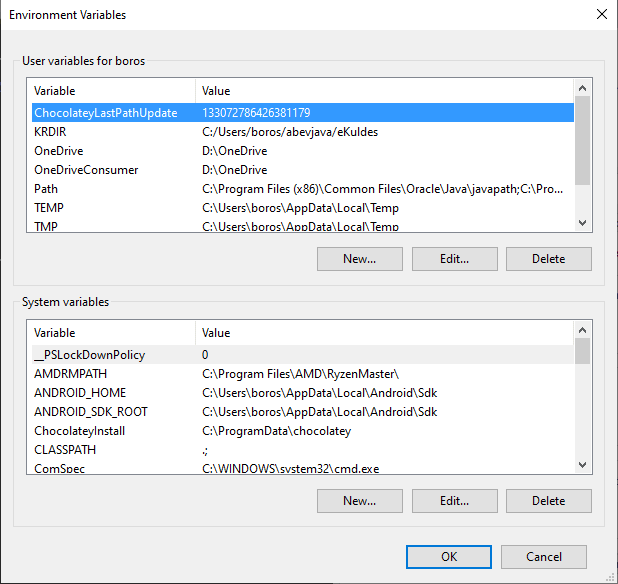 Environment Variables
User variables for boros
Variable Value
ChocolateyLastPathUpdate 133072786426381179
KRDIR C:/Users/boros/abevjava/eKuldes
OneDrive D:\OneDrive
OneDriveConsumer D:\OneDrive
Path C:\Program Files (x86)\Common Files\Oracle\Java\javapath;C:\Pro...
TEMP C:\Users\boros\AppData\Local\Temp
TMP C:\Users\boros\AppData\Local\Temp
New... Edit... Delete
System variables
Variable Value
__PSLockDownPolicy 0
AMDRMPATH C:\Program Files\AMD\RyzenMaster\
ANDROID_HOME C:\Users\boros\AppData\Local\Android\Sdk
ANDROID_SDK_ROOT C:\Users\boros\AppData\Local\Android\Sdk
ChocolateyInstall C:\ProgramData\chocolatey
CLASSPATH .;
ComSpec C:\WINDOWS\system32\cmd.exe
New... Edit... Delete
OK Cancel